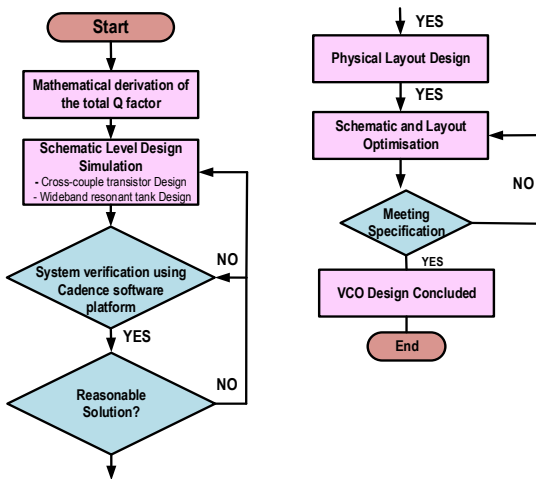 Start
Mathematical derivation of
the total Q factor
Schematic Level Design
Simulation
- Cross-couple transistor Design
- Wideband resonant tank Design
NO
System verification using
Cadence software
platform
YES
NO
Reasonable
Solution?
YES
Physical Layout Design
YES
Schematic and Layout
Optimisation
NO
Meeting
Specification
YES
VCO Design Concluded
End